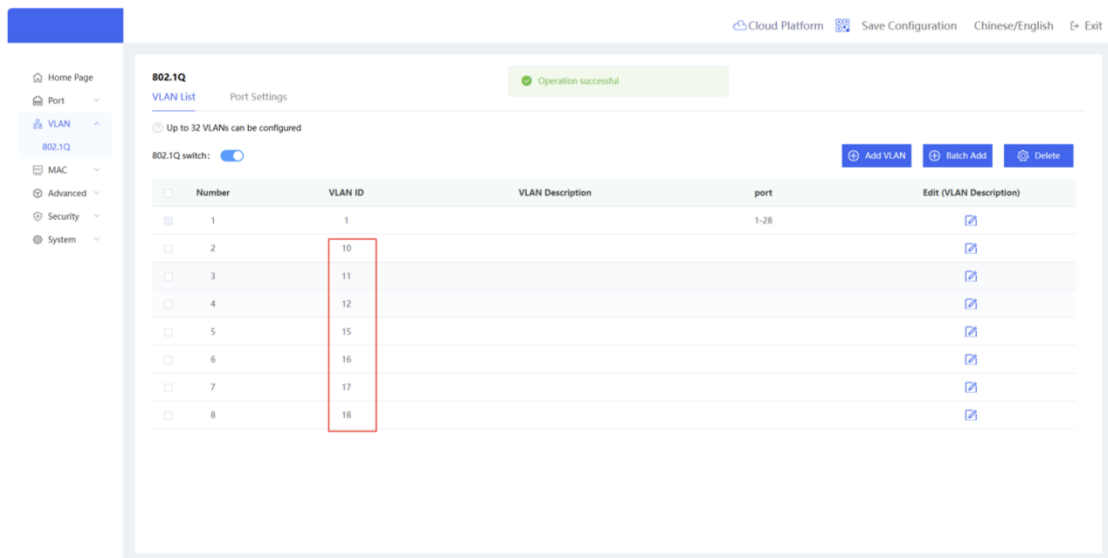 Cloud Platform Save Configuration Chinese/English Exit
Home Page
Port
VLAN
802.1Q
MAC
Advanced
Security
System
802.1Q
Operation successful
VLAN List Port Settings
Up to 32 VLANs can be configured
802.1Q switch:
Add VLAN Batch Add Delete
Number VLAN ID VLAN Description port Edit (VLAN Description)
1 1 1-28
2 10
3 11
4 12
5 15
6 16
7 17
8 18